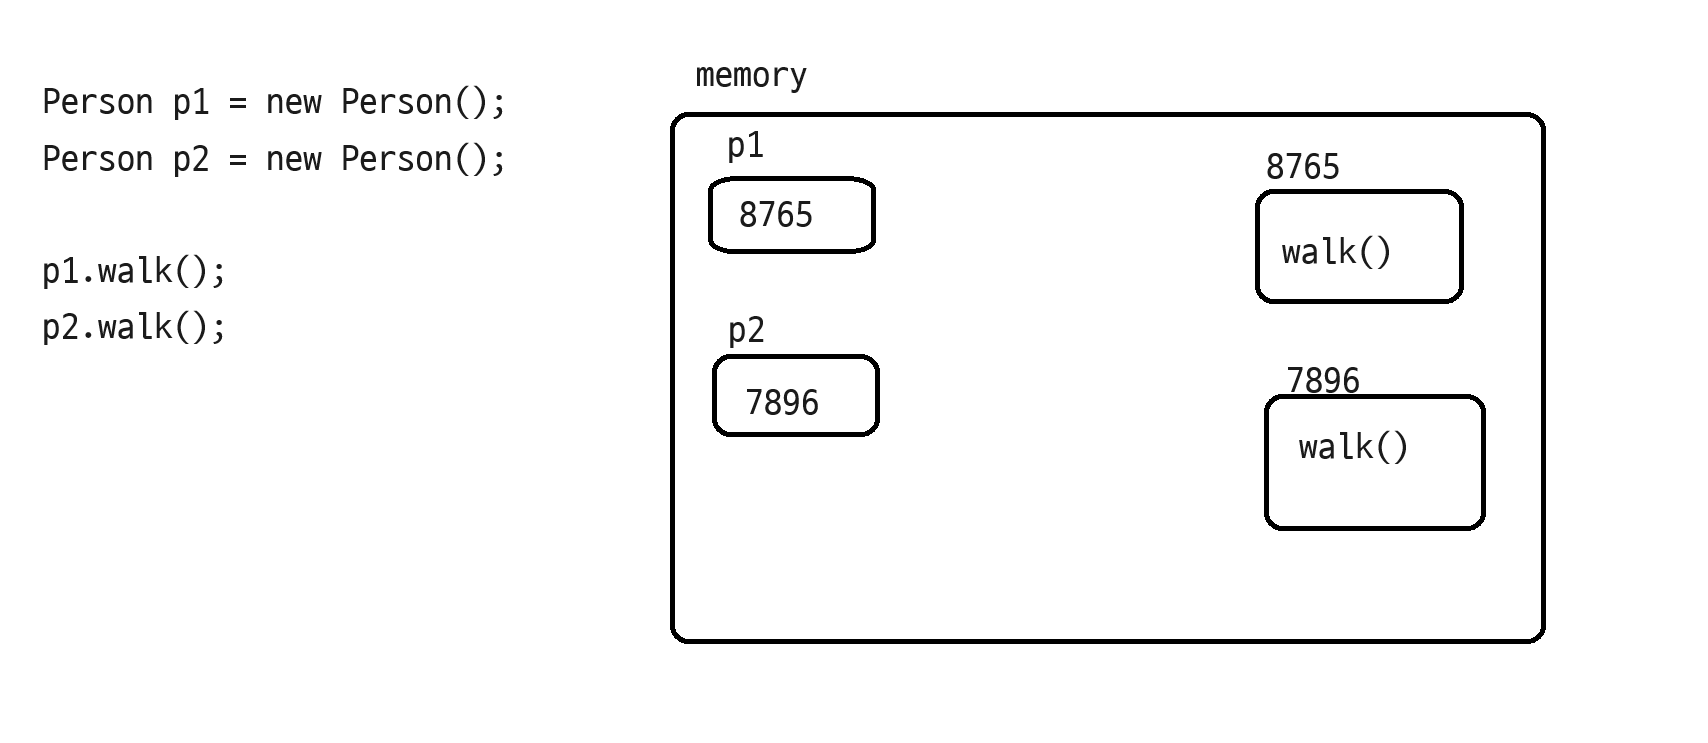 Person p1 = new Person();
Person p2 = new Person();
p1.walk();
p2.walk();
memory
p1
8765
p2
7896
8765
walk()
7896
walk()